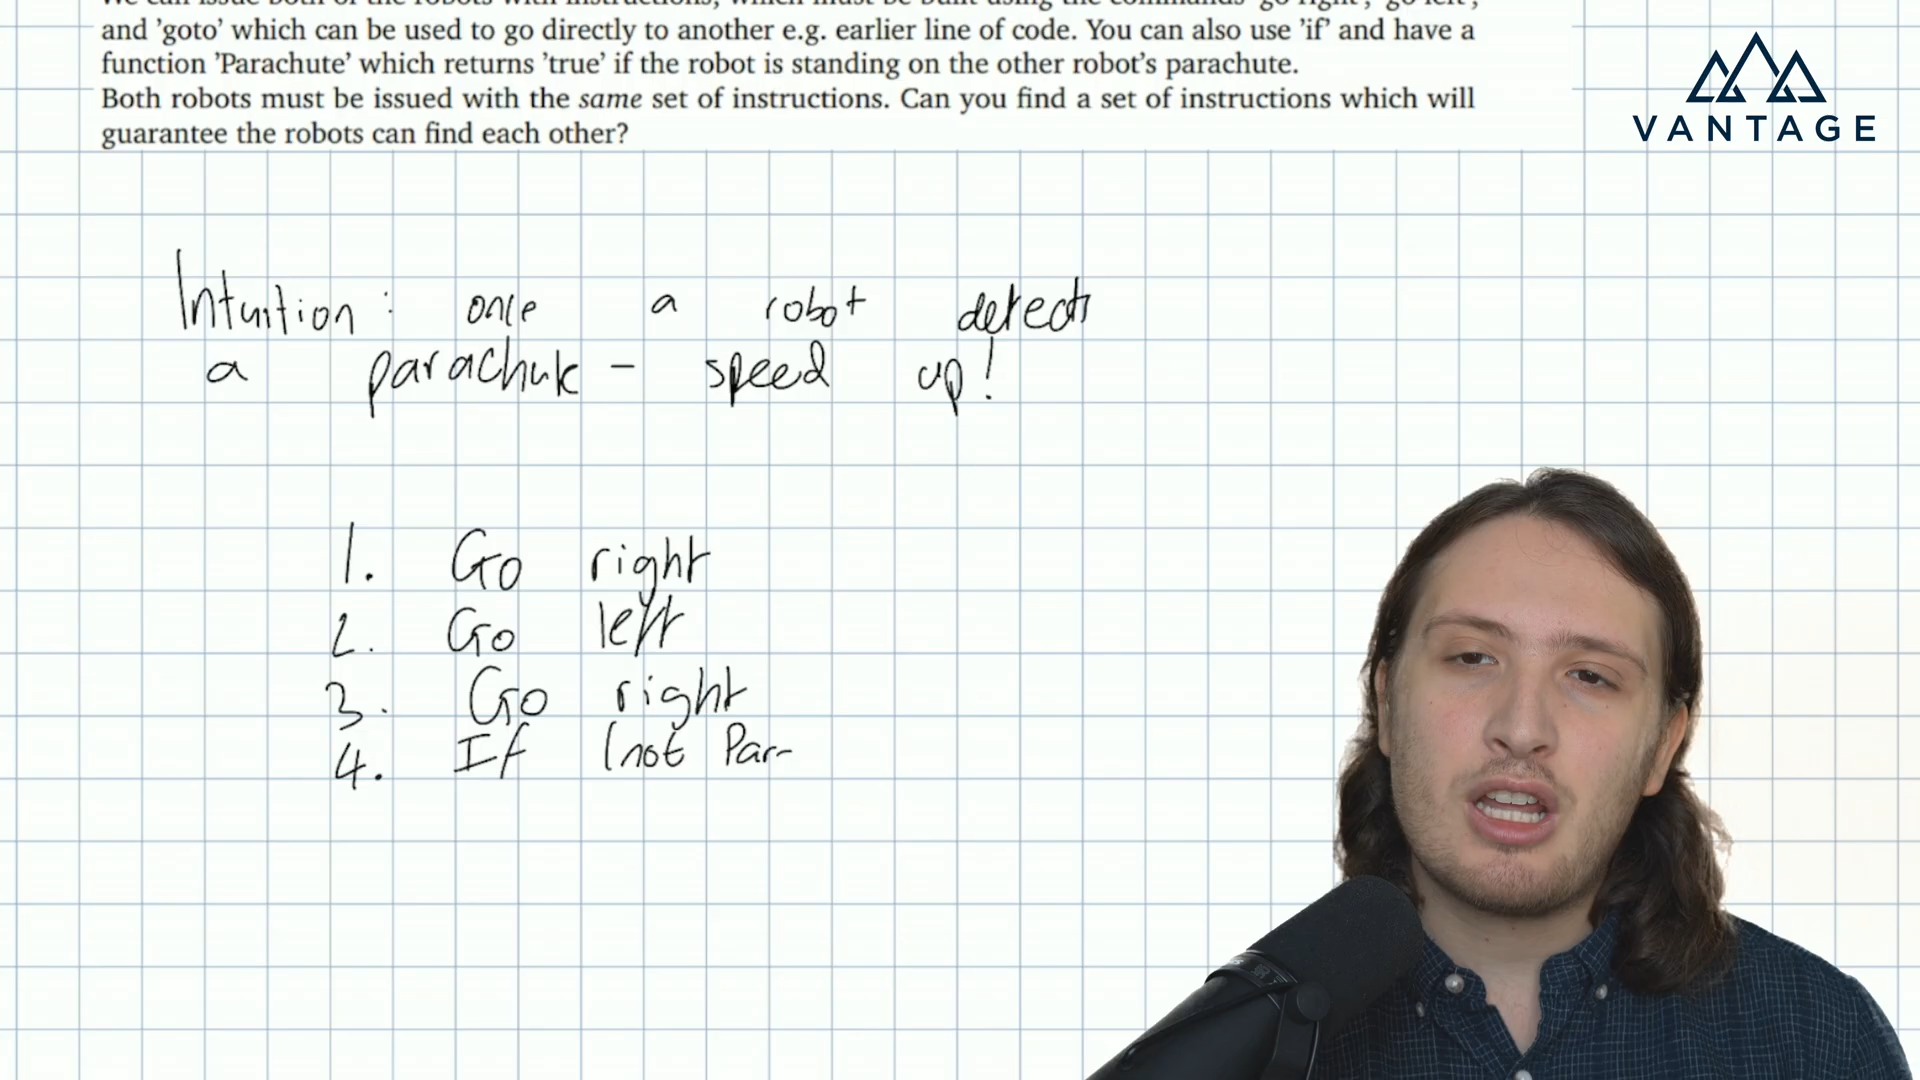 and 'goto' which can be used to go directly to another e.g. earlier line of code. You can also use 'if' and have a
function 'Parachute' which returns 'true' if the robot is standing on the other robot's parachute.
Both robots must be issued with the same set of instructions. Can you find a set of instructions which will
guarantee the robots can find each other?
VANTAGE
Intuition: once a robot detects
a parachute - speed up!
1. Go right
2. Go left
3. Go right
4. If (not Par-